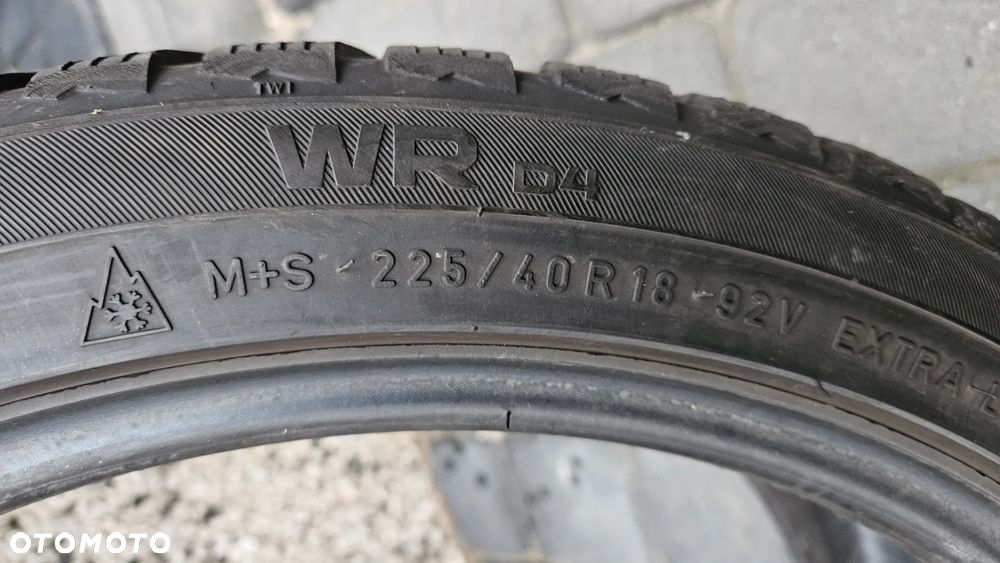 TWI
WR D4
M+S - 225/40R18 - 92V EXTRA
OTOMOTO